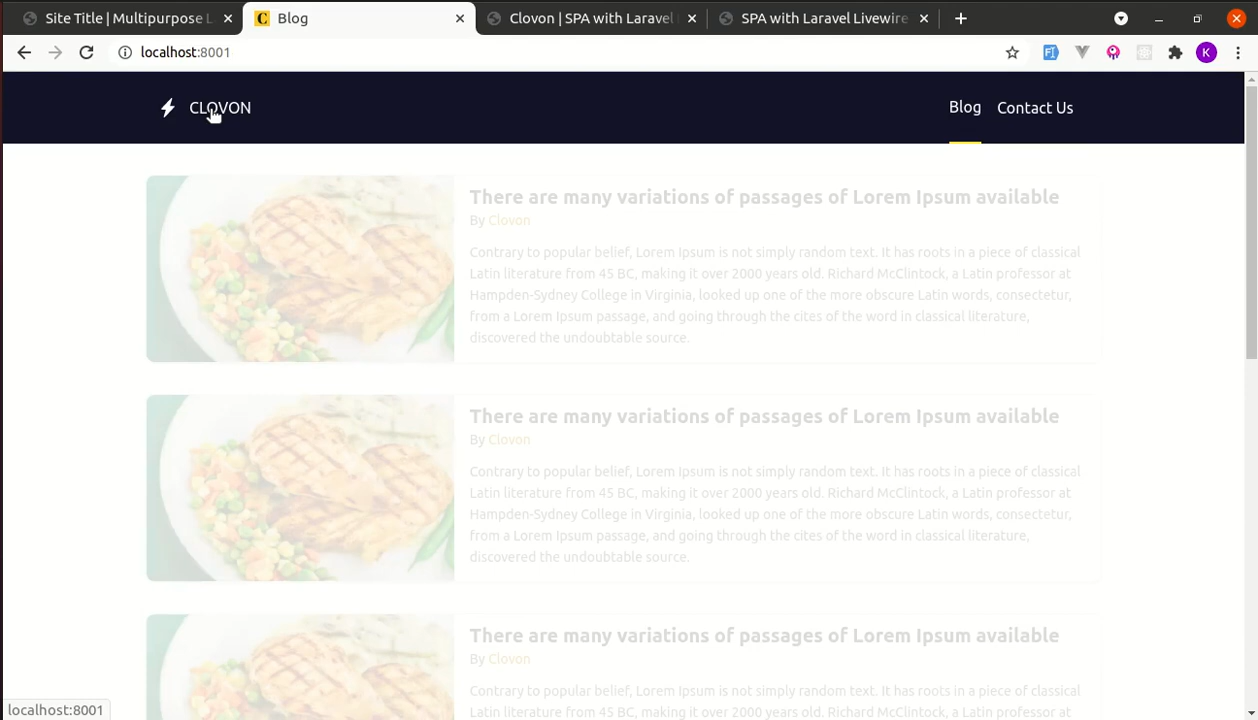 Site Title | Multipurpose L
Blog
Clovon | SPA with Laravel
SPA with Laravel Livewire
localhost:8001
K
CLOVON
Blog
Contact Us
There are many variations of passages of Lorem Ipsum available
By Clovon
Contrary to popular belief, Lorem Ipsum is not simply random text. It has roots in a piece of classical
Latin literature from 45 BC, making it over 2000 years old. Richard McClintock, a Latin professor at
Hampden-Sydney College in Virginia, looked up one of the more obscure Latin words, consectetur,
from a Lorem Ipsum passage, and going through the cites of the word in classical literature,
discovered the undoubtable source.
There are many variations of passages of Lorem Ipsum available
By Clovon
Contrary to popular belief, Lorem Ipsum is not simply random text. It has roots in a piece of classical
Latin literature from 45 BC, making it over 2000 years old. Richard McClintock, a Latin professor at
Hampden-Sydney College in Virginia, looked up one of the more obscure Latin words, consectetur,
from a Lorem Ipsum passage, and going through the cites of the word in classical literature,
discovered the undoubtable source.
There are many variations of passages of Lorem Ipsum available
By Clovon
Contrary to popular belief, Lorem Ipsum is not simply random text. It has roots in a piece of classical
Latin literature from 45 BC, making it over 2000 years old. Richard McClintock, a Latin professor at
localhost:8001